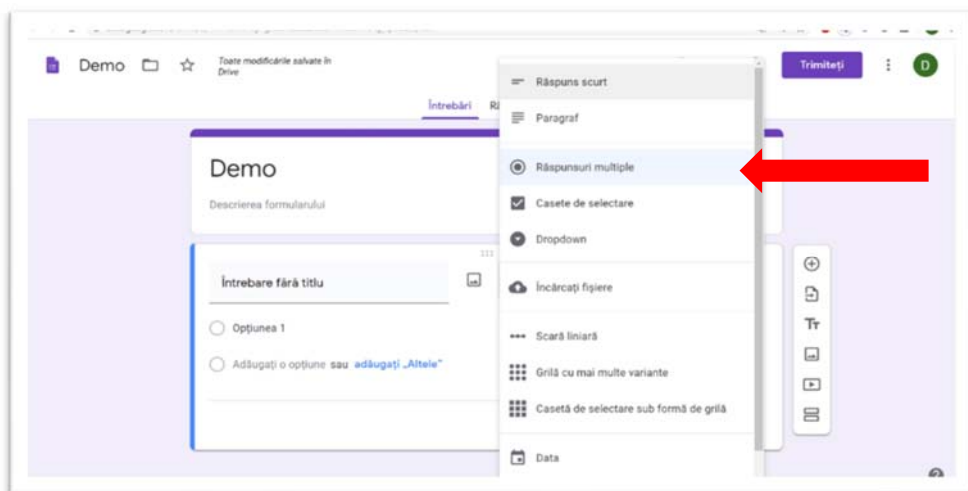 Demo
Toate modificările salvate în
Drive
Trimiteți
D
Întrebări
Demo
Descrierea formularului
Întrebare fără titlu
Opțiunea 1
Adăugați o opțiune sau adăugați „Altele”
Răspuns scurt
Paragraf
Răspunsuri multiple
Casete de selectare
Dropdown
Încărcați fișiere
Scară liniară
Grilă cu mai multe variante
Casetă de selectare sub formă de grilă
Data
Tт